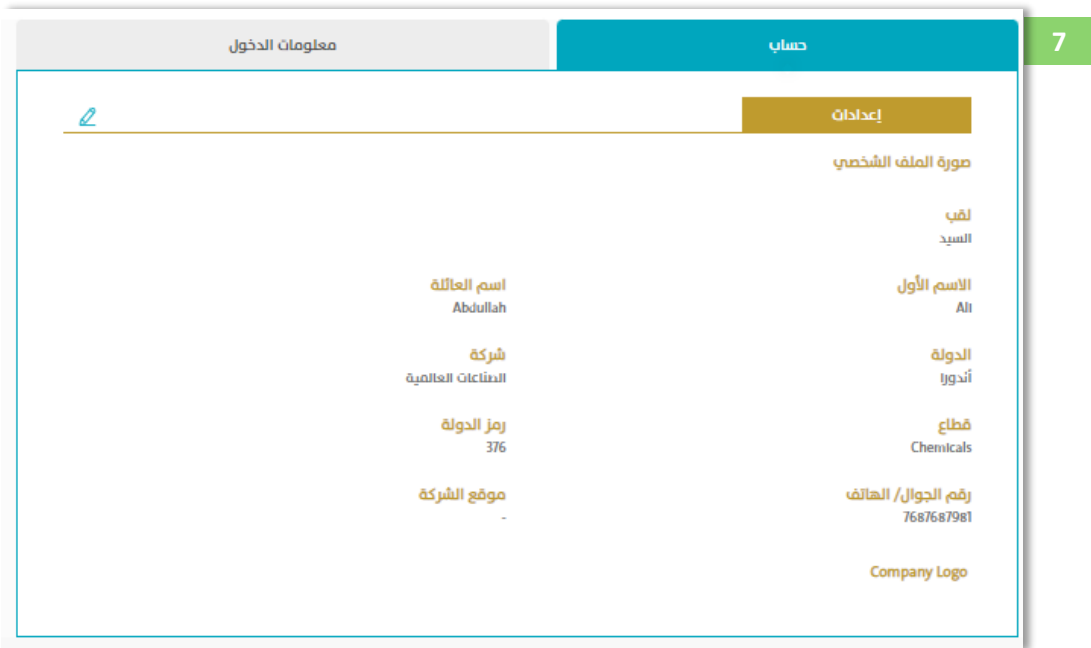 7
حساب
معلومات الدخول
إعدادات
صورة الملف الشخصي
لقب
السيد
الاسم الأول
Ali
اسم العائلة
Abdullah
الدولة
أندورا
شركة
الصناعات العالمية
قطاع
Chemicals
رمز الدولة
376
رقم الجوال/ الهاتف
7687687981
موقع الشركة
-
Company Logo